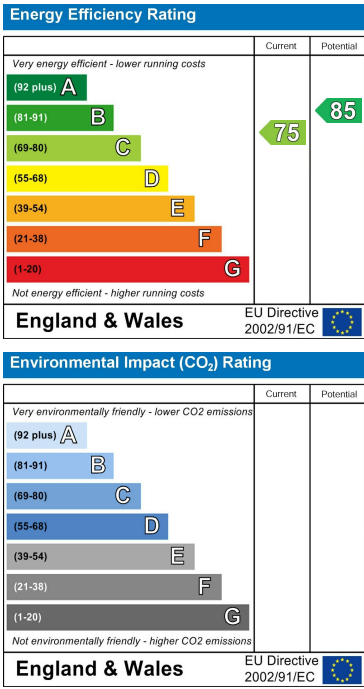 Energy Efficiency Rating
Current Potential
Very energy efficient - lower running costs
(92 plus) A
(81-91) B
(69-80) C
(55-68) D
(39-54) E
(21-38) F
(1-20) G
75
85
Not energy efficient - higher running costs
England & Wales
EU Directive
2002/91/EC
Environmental Impact (CO₂) Rating
Current Potential
Very environmentally friendly - lower CO2 emissions
(92 plus) A
(81-91) B
(69-80) C
(55-68) D
(39-54) E
(21-38) F
(1-20) G
Not environmentally friendly - higher CO2 emissions
England & Wales
EU Directive
2002/91/EC